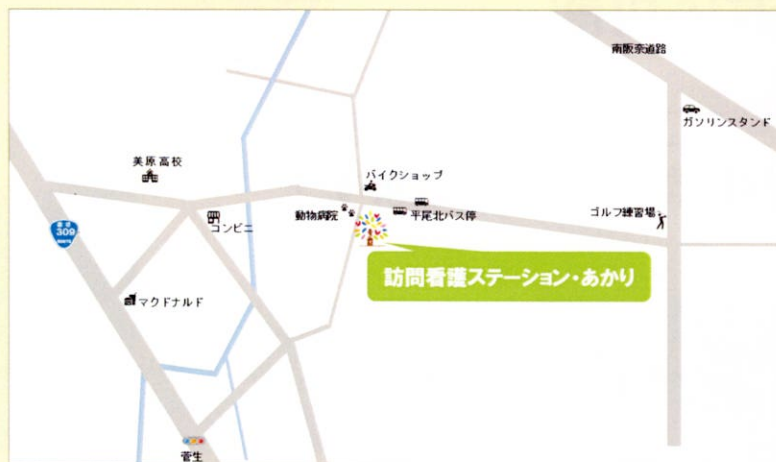 南阪奈道路
ガソリンスタンド
美原高校
バイクショップ
動物病院
平尾北バス停
ゴルフ練習場
コンビニ
309
訪問看護ステーション・あかり
マクドナルド
菅生